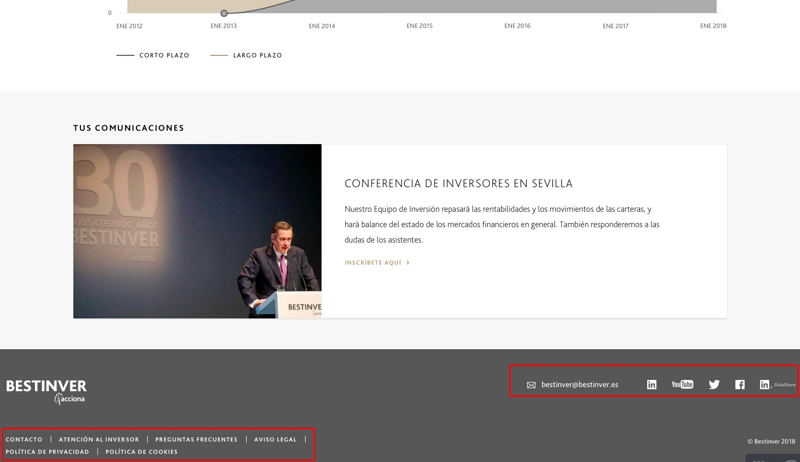 0
ENE 2012 ENE 2013 ENE 2014 ENE 2015 ENE 2016 ENE 2017 ENE 2018
CORTO PLAZO LARGO PLAZO
TUS COMUNICACIONES
30
BESTINVER
BESTINVE
CONFERENCIA DE INVERSORES EN SEVILLA
Nuestro Equipo de Inversión repasará las rentabilidades y los movimientos de las carteras, y
hará balance del estado de los mercados financieros en general. También responderemos a las
dudas de los asistentes.
INSCRÍBETE AQUÍ >
BESTINVER
acciona
bestinver@bestinver.es YouTube SlideShare
CONTACTO | ATENCIÓN AL INVERSOR | PREGUNTAS FRECUENTES | AVISO LEGAL |
POLÍTICA DE PRIVACIDAD | POLÍTICA DE COOKIES
© Bestinver 2018